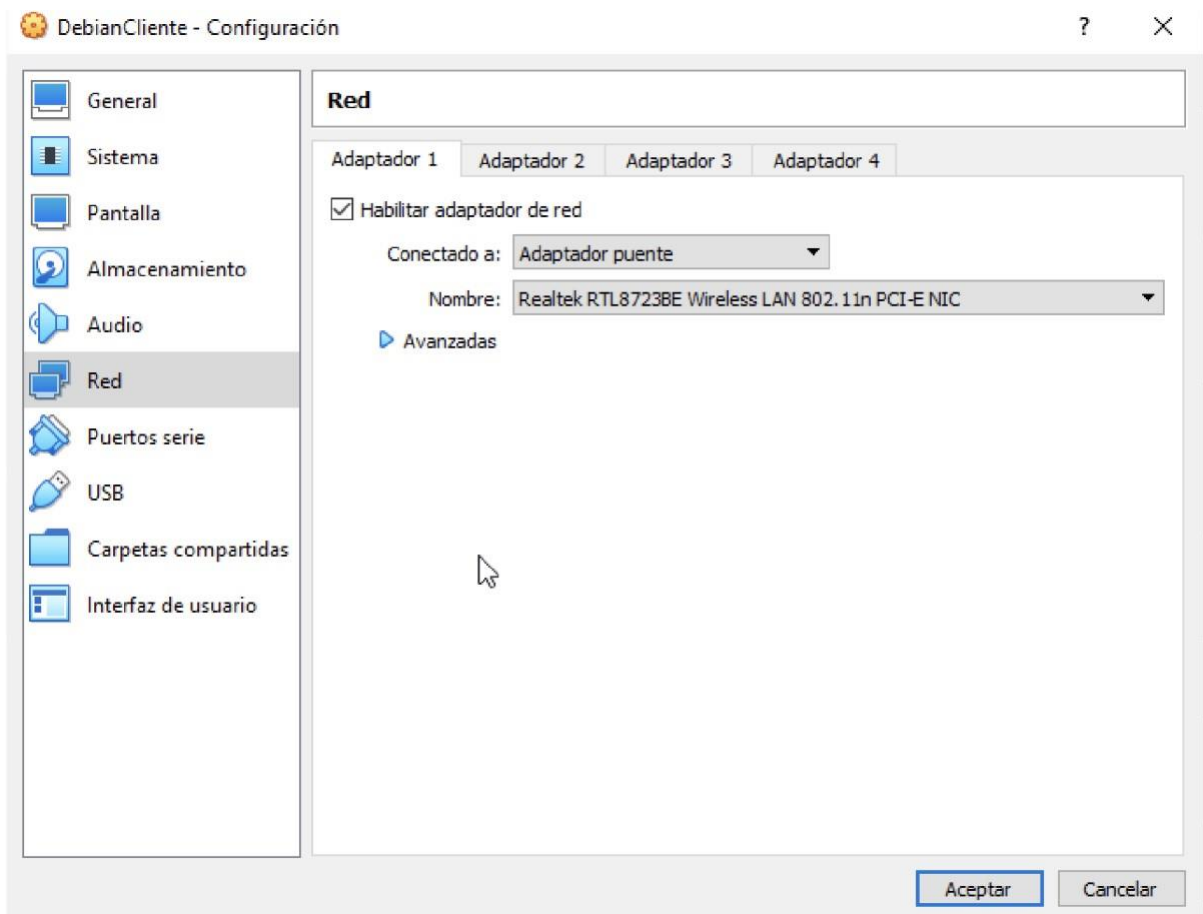 DebianCliente - Configuración
?
General
Sistema
Pantalla
Almacenamiento
Audio
Red
Puertos serie
USB
Carpetas compartidas
Interfaz de usuario
Red
Adaptador 1 Adaptador 2 Adaptador 3 Adaptador 4
Habilitar adaptador de red
Conectado a: Adaptador puente
Nombre: Realtek RTL8723BE Wireless LAN 802.11n PCI-E NIC
Avanzadas
Aceptar Cancelar